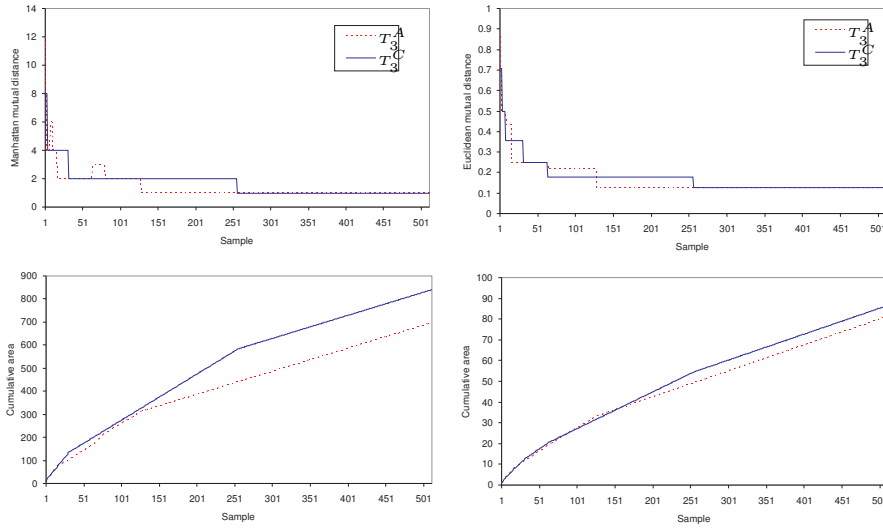 14
12
10
8
6
4
2
0
Manhattan mutual distance
1 51 101 151 201 251 301 351 401 451 501
Sample
T₃ᴬ
T₃ᶜ
1
0.9
0.8
0.7
0.6
0.5
0.4
0.3
0.2
0.1
0
Euclidean mutual distance
1 51 101 151 201 251 301 351 401 451 501
Sample
T₃ᴬ
T₃ᶜ
900
800
700
600
500
400
300
200
100
0
Cumulative area
1 51 101 151 201 251 301 351 401 451 501
Sample
100
90
80
70
60
50
40
30
20
10
0
Cumulative area
1 51 101 151 201 251 301 351 401 451 501
Sample